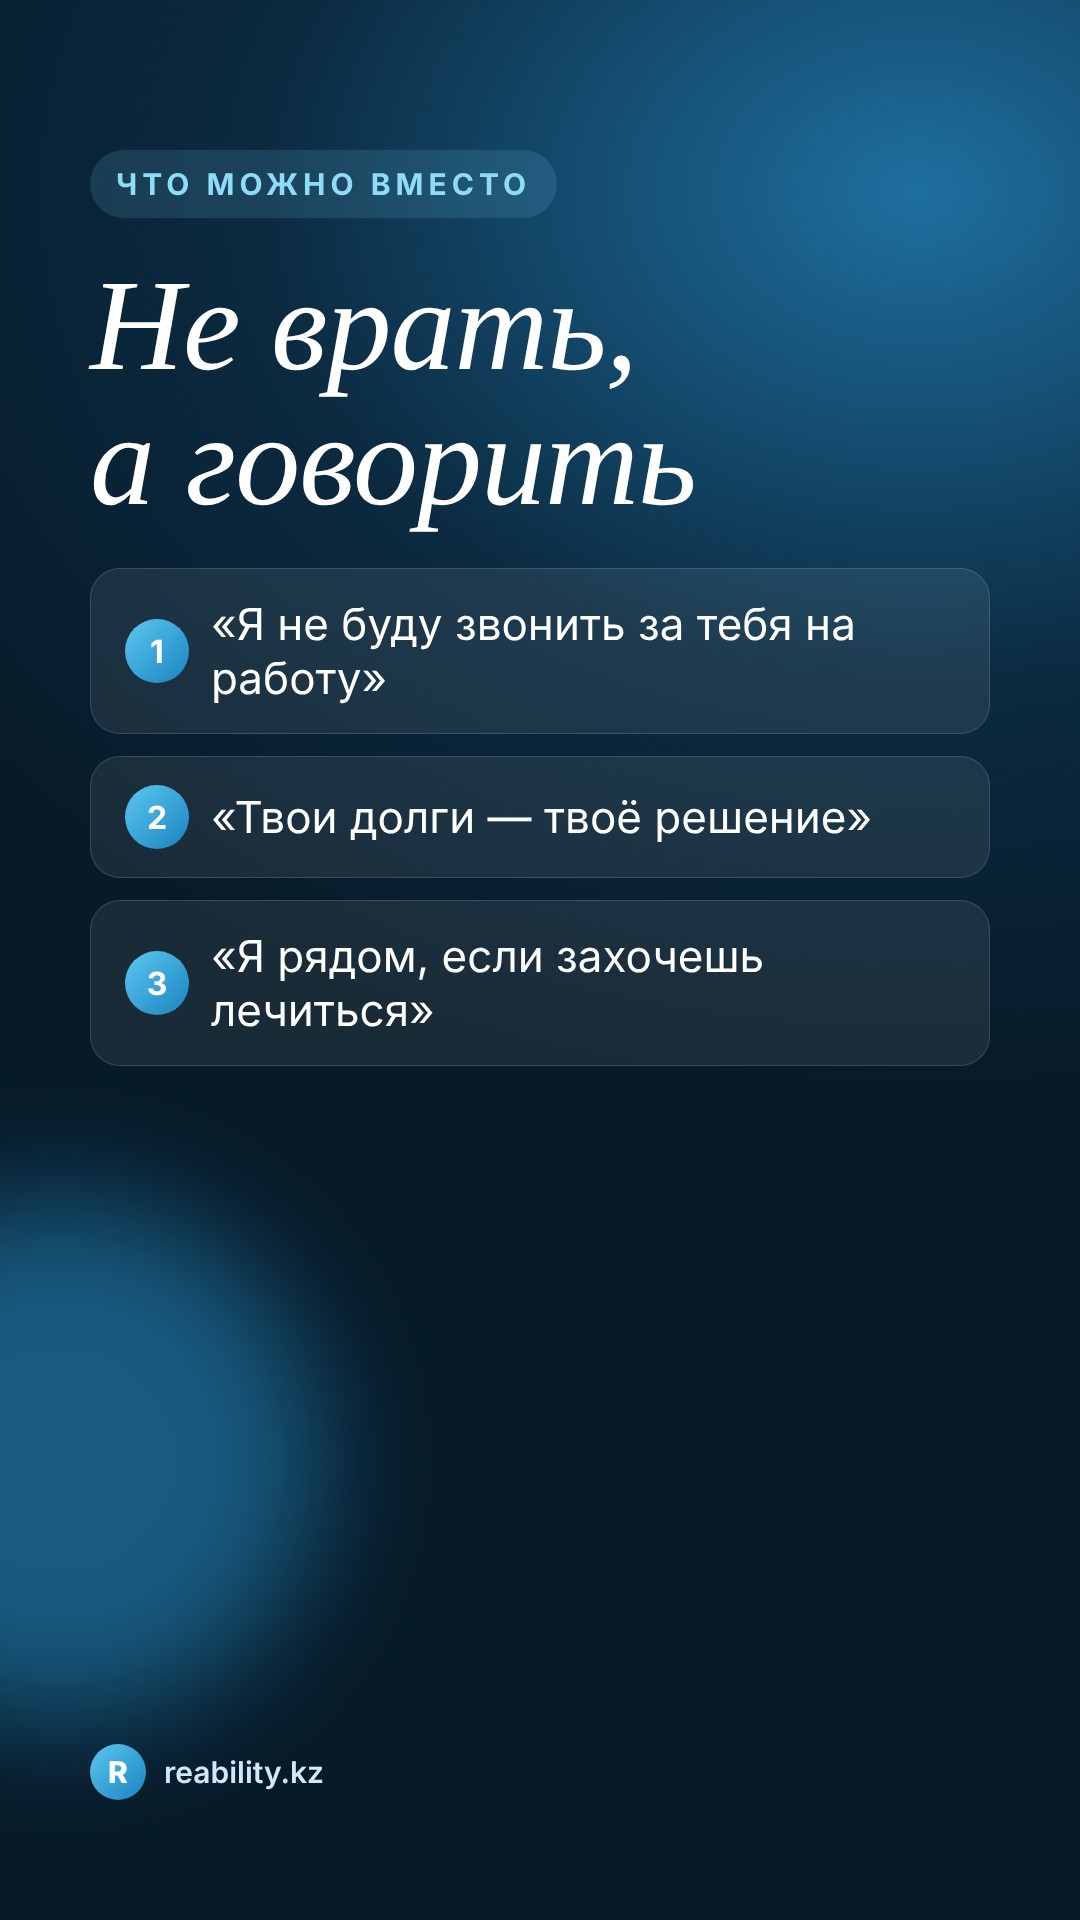 ЧТО МОЖНО ВМЕСТО
Не врать,
а говорить
1 «Я не буду звонить за тебя на
работу»
2 «Твои долги — твоё решение»
3 «Я рядом, если захочешь
лечиться»
R reability.kz